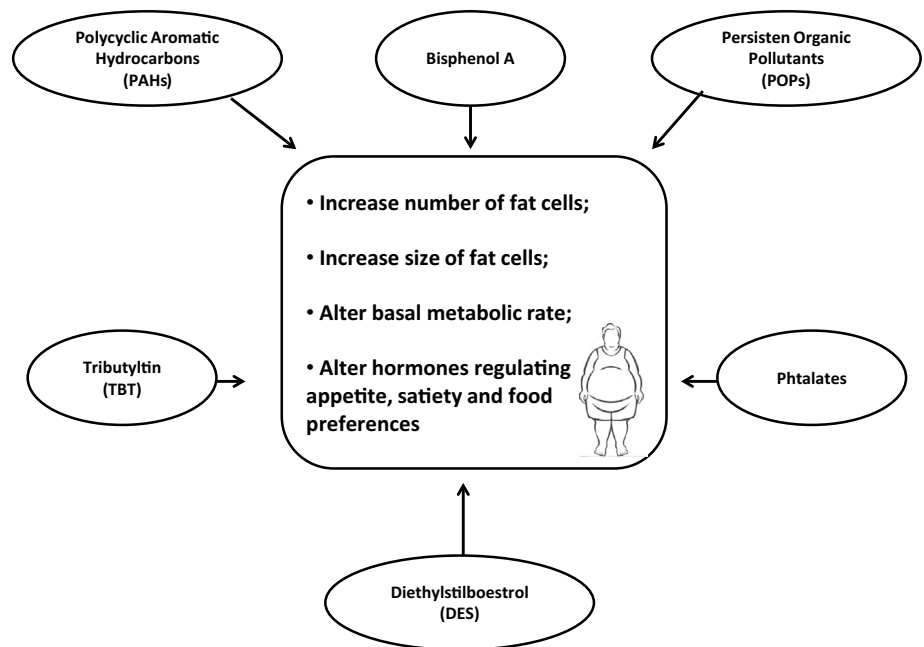 Polycyclic Aromatic
Hydrocarbons
(PAHs)
Bisphenol A
Persisten Organic
Pollutants
(POPs)
• Increase number of fat cells;
• Increase size of fat cells;
• Alter basal metabolic rate;
• Alter hormones regulating
appetite, satiety and food
preferences
Tributyltin
(TBT)
Phtalates
Diethylstilboestrol
(DES)